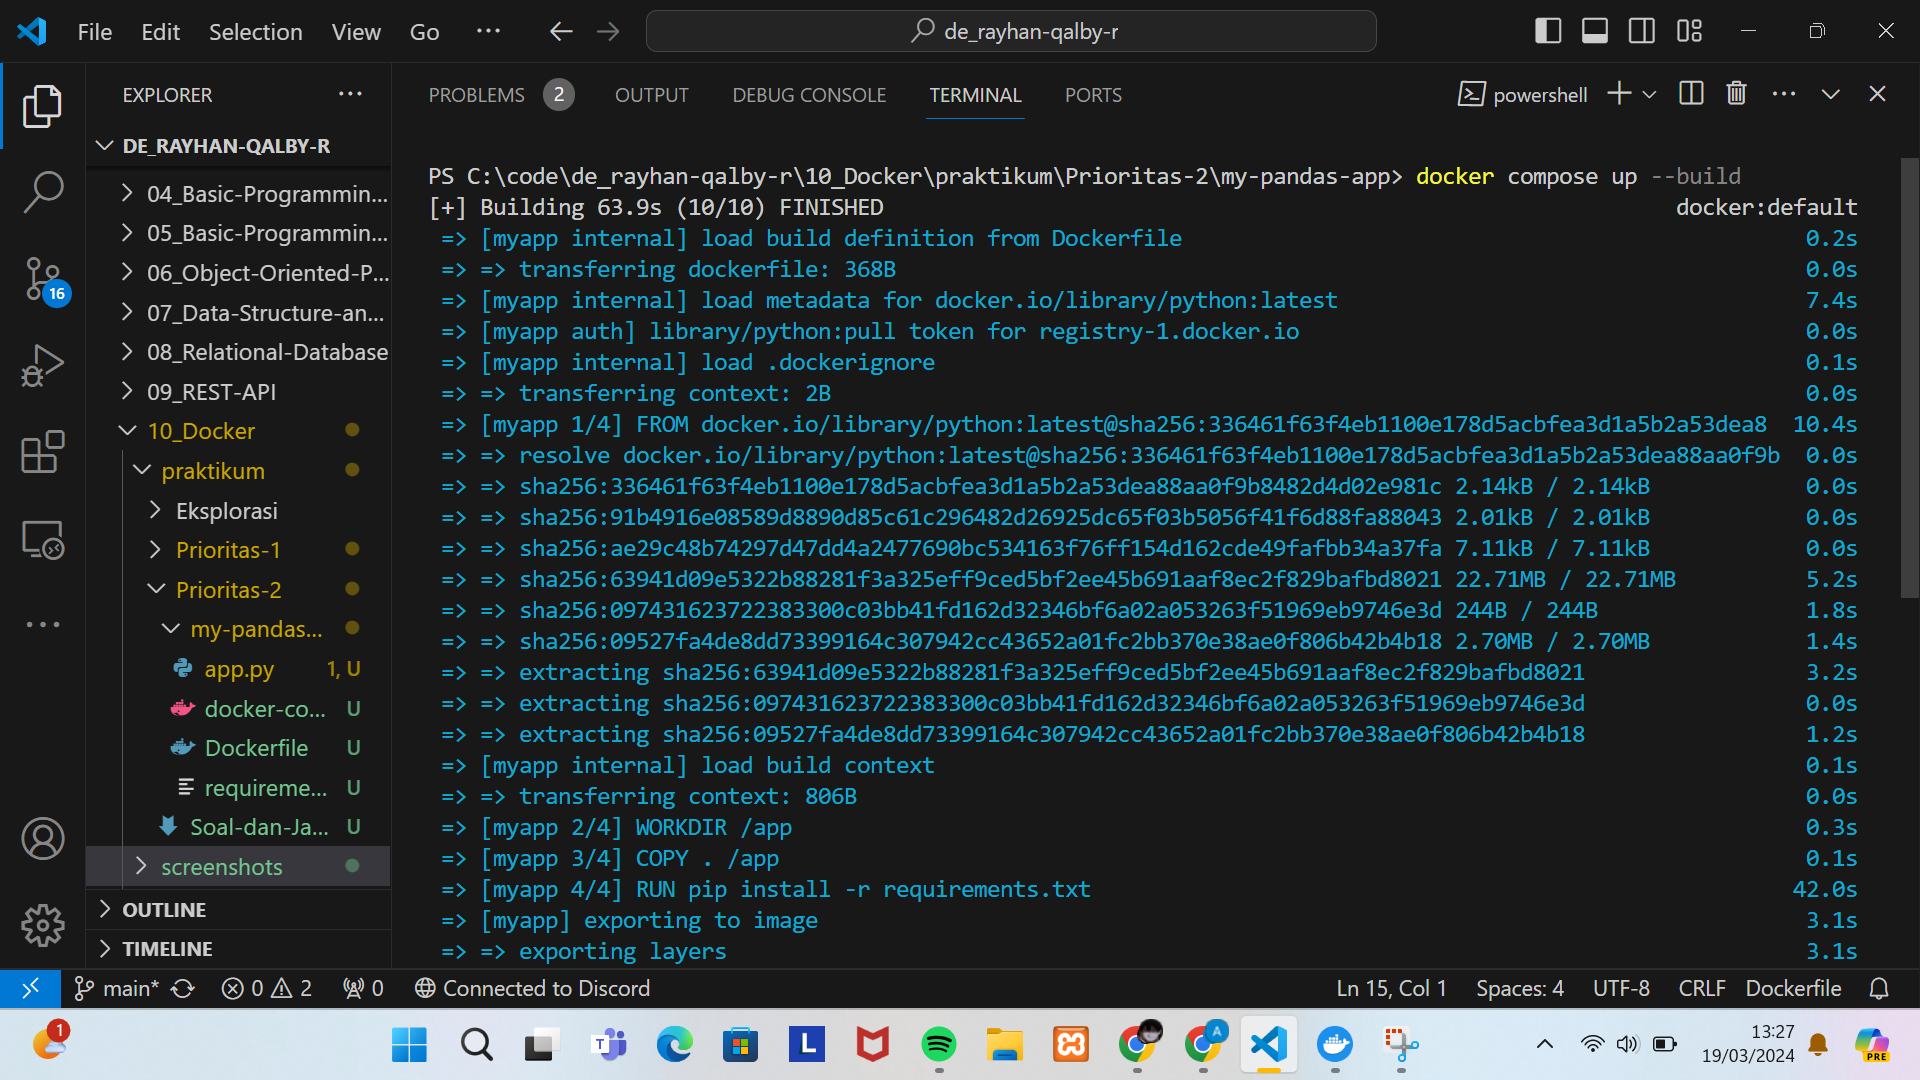 File Edit Selection View Go ··· de_rayhan-qalby-r
EXPLORER ···
DE_RAYHAN-QALBY-R
04_Basic-Programmin...
05_Basic-Programmin...
06_Object-Oriented-P...
07_Data-Structure-an...
08_Relational-Database
09_REST-API
10_Docker
praktikum
Eksplorasi
Prioritas-1
Prioritas-2
my-pandas...
app.py 1, U
docker-co... U
Dockerfile U
requireme... U
Soal-dan-Ja... U
screenshots
OUTLINE
TIMELINE
16
PROBLEMS 2 OUTPUT DEBUG CONSOLE TERMINAL PORTS powershell
PS C:\code\de_rayhan-qalby-r\10_Docker\praktikum\Prioritas-2\my-pandas-app> docker compose up --build
[+] Building 63.9s (10/10) FINISHED docker:default
=> [myapp internal] load build definition from Dockerfile 0.2s
=> => transferring dockerfile: 368B 0.0s
=> [myapp internal] load metadata for docker.io/library/python:latest 7.4s
=> [myapp auth] library/python:pull token for registry-1.docker.io 0.0s
=> [myapp internal] load .dockerignore 0.1s
=> => transferring context: 2B 0.0s
=> [myapp 1/4] FROM docker.io/library/python:latest@sha256:336461f63f4eb1100e178d5acbfea3d1a5b2a53dea8 10.4s
=> => resolve docker.io/library/python:latest@sha256:336461f63f4eb1100e178d5acbfea3d1a5b2a53dea88aa0f9b 0.0s
=> => sha256:336461f63f4eb1100e178d5acbfea3d1a5b2a53dea88aa0f9b8482d4d02e981c 2.14kB / 2.14kB 0.0s
=> => sha256:91b4916e08589d8890d85c61c296482d26925dc65f03b5056f41f6d88fa88043 2.01kB / 2.01kB 0.0s
=> => sha256:ae29c48b74297d47dd4a2477690bc534163f76ff154d162cde49fafbb34a37fa 7.11kB / 7.11kB 0.0s
=> => sha256:63941d09e5322b88281f3a325eff9ced5bf2ee45b691aaf8ec2f829bafbd8021 22.71MB / 22.71MB 5.2s
=> => sha256:097431623722383300c03bb41fd162d32346bf6a02a053263f51969eb9746e3d 244B / 244B 1.8s
=> => sha256:09527fa4de8dd73399164c307942cc43652a01fc2bb370e38ae0f806b42b4b18 2.70MB / 2.70MB 1.4s
=> => extracting sha256:63941d09e5322b88281f3a325eff9ced5bf2ee45b691aaf8ec2f829bafbd8021 3.2s
=> => extracting sha256:097431623722383300c03bb41fd162d32346bf6a02a053263f51969eb9746e3d 0.0s
=> => extracting sha256:09527fa4de8dd73399164c307942cc43652a01fc2bb370e38ae0f806b42b4b18 1.2s
=> [myapp internal] load build context 0.1s
=> => transferring context: 806B 0.0s
=> [myapp 2/4] WORKDIR /app 0.3s
=> [myapp 3/4] COPY . /app 0.1s
=> [myapp 4/4] RUN pip install -r requirements.txt 42.0s
=> [myapp] exporting to image 3.1s
=> => exporting layers 3.1s
main* 0 2 0 Connected to Discord Ln 15, Col 1 Spaces: 4 UTF-8 CRLF Dockerfile
1 T L A 13:27 PRE
19/03/2024